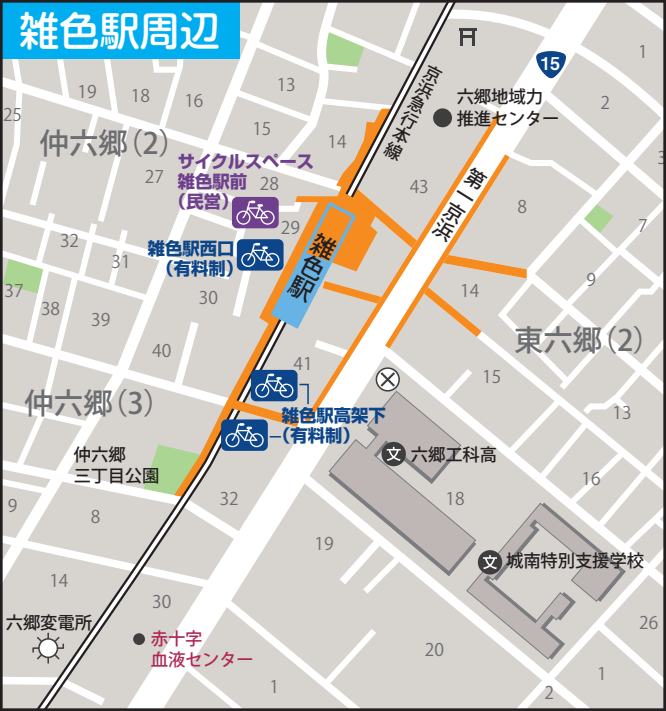 雑色駅周辺
15
1
六郷地域力
推進センター
京浜急行本線
2
19
18
16
13
25
15
14
仲六郷(2)
サイクルスペース
雑色駅前
(民営)
27
28
43
8
第一京浜
3
7
29
32
31
雑色駅西口
(有料制)
雑色駅
9
37
38
39
30
14
東六郷(2)
40
41
15
仲六郷(3)
雑色駅高架下
(有料制)
13
仲六郷
三丁目公園
文
六郷工科高
16
9
8
32
18
19
文
城南特別支援学校
14
30
六郷変電所
赤十字
血液センター
26
20
1
1
2